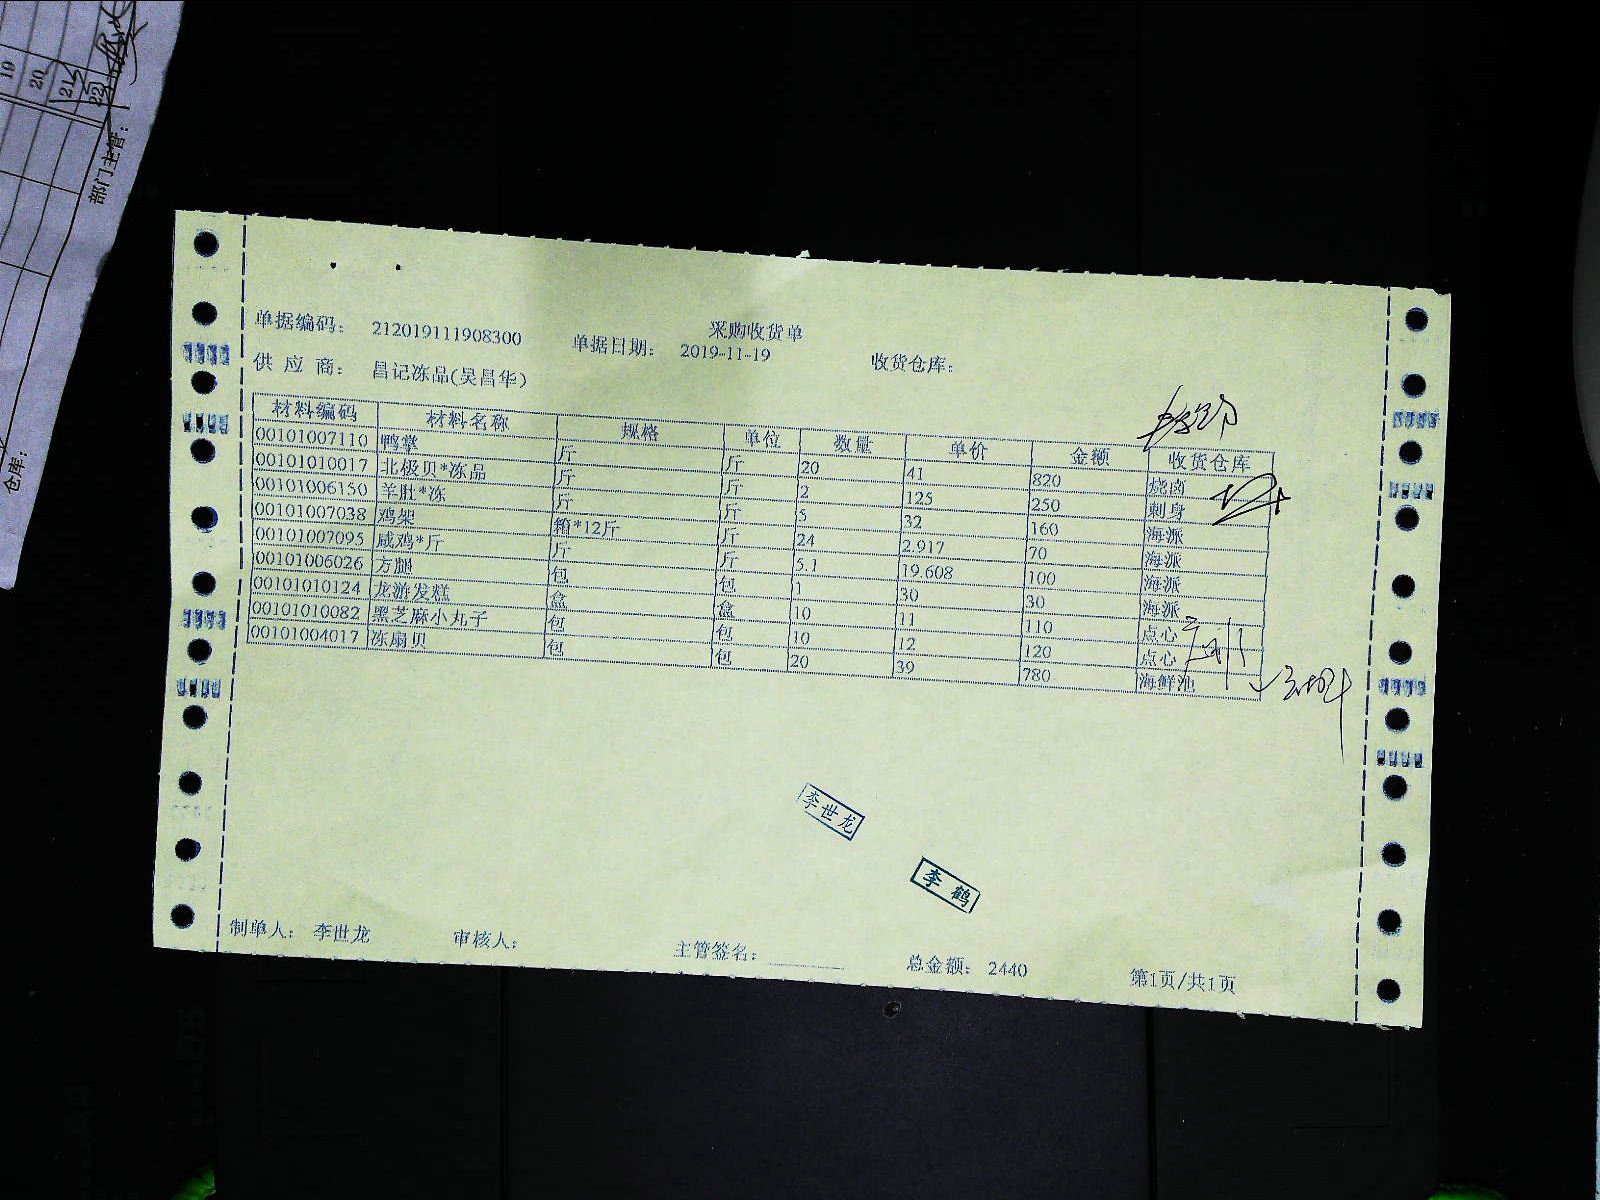 19
20
21
22
部门主管：
仓库：
采购收货单
单据编码： 212019111908300 单据日期： 2019-11-19 收货仓库：
供 应 商： 昌记冻品(吴昌华)
材料编码 材料名称 规格 单位 数量 单价 金额 收货仓库
00101007110 鸭掌 斤 斤 20 41 820 烧卤
00101010017 北极贝*冻品 斤 斤 2 125 250 刺身
00101006150 羊肚*冻 斤 斤 5 32 160 海派
00101007038 鸡架 箱*12斤 斤 24 2.917 70 海派
00101007095 咸鸡*斤 斤 斤 5.1 19.608 100 海派
00101006026 方腿 包 包 1 30 30 海派
00101010124 龙游发糕 盒 盒 10 11 110 点心
00101010082 黑芝麻小丸子 包 包 10 12 120 点心
00101004017 冻扇贝 包 包 20 39 780 海鲜池
李世龙
李鹤
制单人： 李世龙 审核人： 主管签名： 总金额： 2440 第1页/共1页